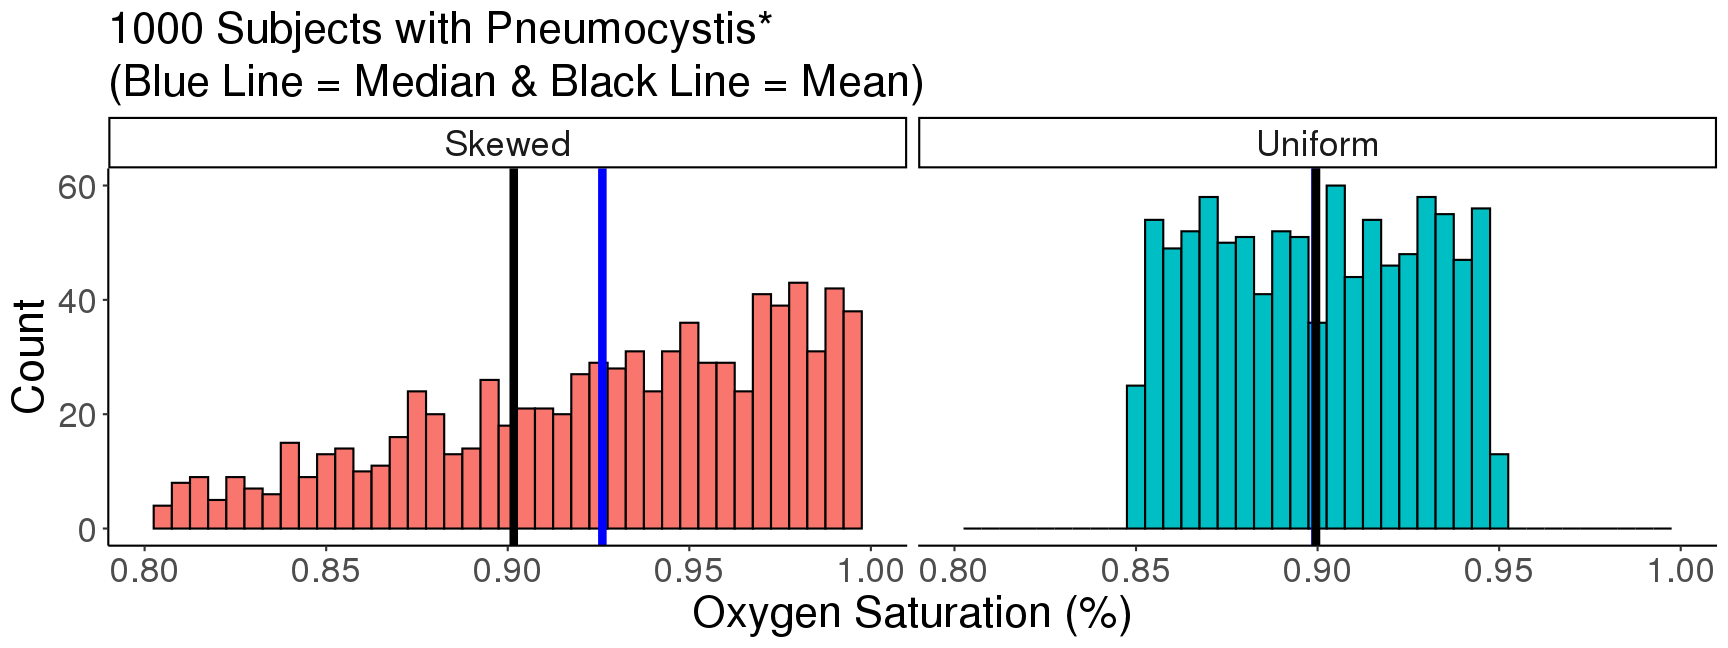 1000 Subjects with Pneumocystis*
(Blue Line = Median & Black Line = Mean)
Skewed
Uniform
60
40
20
0
Count
0.80 0.85 0.90 0.95 1.00
0.80 0.85 0.90 0.95 1.00
Oxygen Saturation (%)